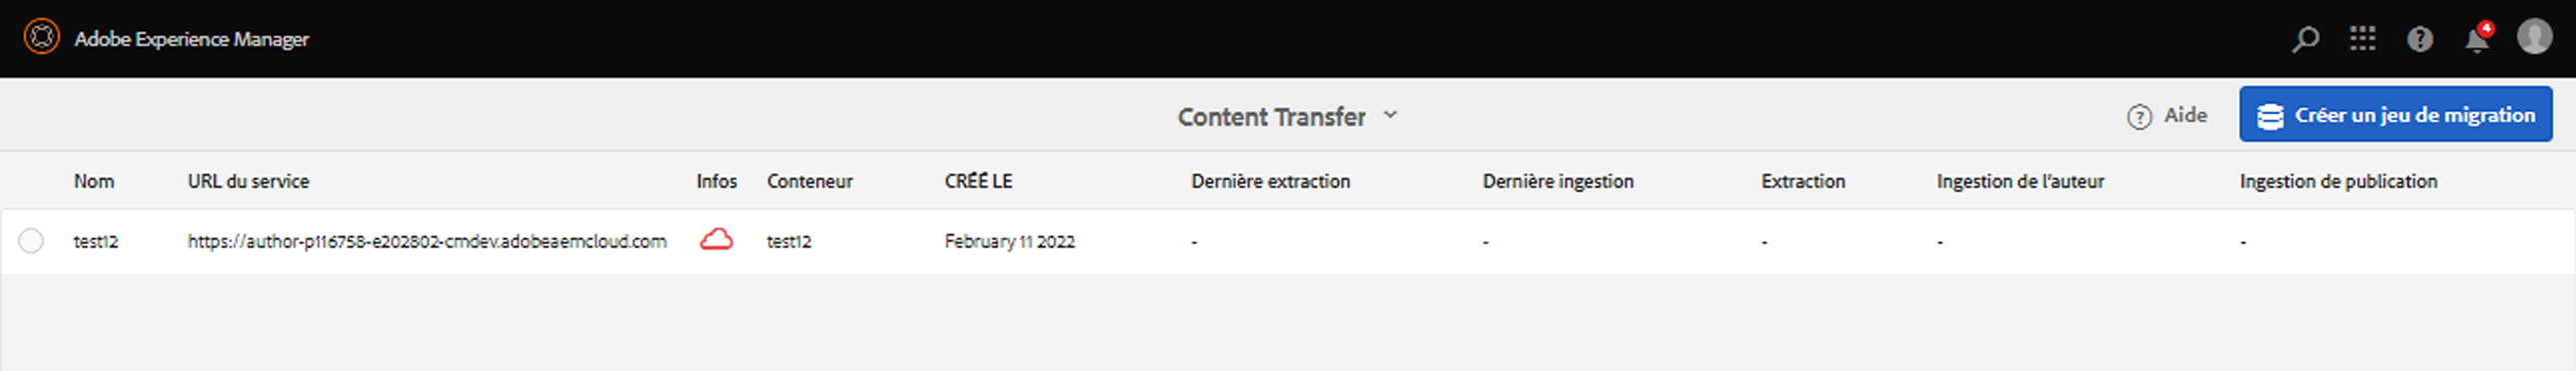 Adobe Experience Manager
4
Content Transfer
? Aide
Créer un jeu de migration
Nom URL du service Infos Conteneur CRÉÉ LE Dernière extraction Dernière ingestion Extraction Ingestion de l'auteur Ingestion de publication
test12 https://author-p116758-e202802-cmdev.adobeaemcloud.com test12 February 11 2022 - - - - -